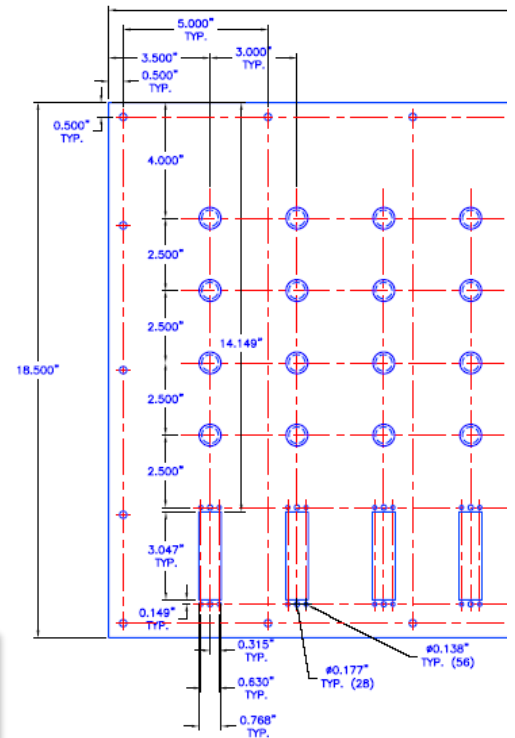 5.000"
TYP.
3.500"
3.000"
TYP.
TYP.
0.500"
TYP.
0.500"
TYP.
4.000"
2.500"
2.500"
14.149"
18.500"
2.500"
2.500"
3.047"
TYP.
0.149"
TYP.
0.315"
TYP.
0.630"
TYP.
0.768"
TYP.
ø0.177"
TYP. (28)
ø0.138"
TYP. (56)